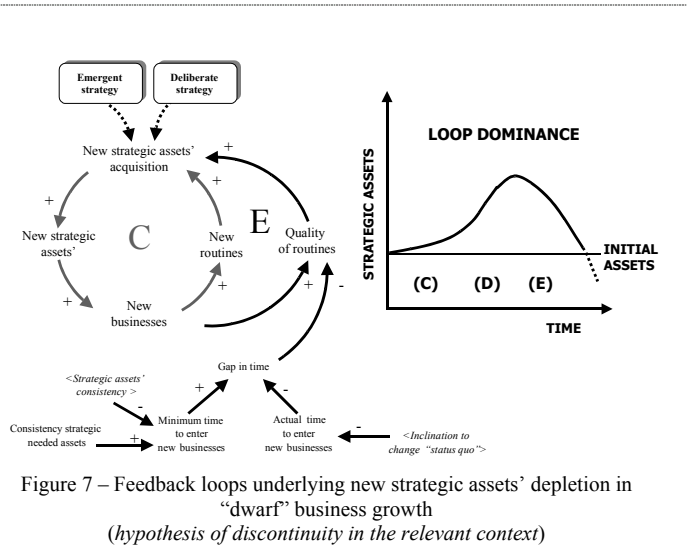 Emergent
strategy
Deliberate
strategy
New strategic assets'
acquisition
+
+
+
E
C
New strategic
assets'
New
routines
Quality
of routines
+
+
+
-
New
businesses
Gap in time
<Strategic assets'
consistency >
-
+
-
Consistency strategic
needed assets
+
Minimum time
to enter
new businesses
Actual time
to enter
new businesses
-
<Inclination to
change "status quo">
LOOP DOMINANCE
STRATEGIC ASSETS
INITIAL
ASSETS
(C) (D) (E)
TIME
Figure 7 – Feedback loops underlying new strategic assets' depletion in
"dwarf" business growth
(hypothesis of discontinuity in the relevant context)